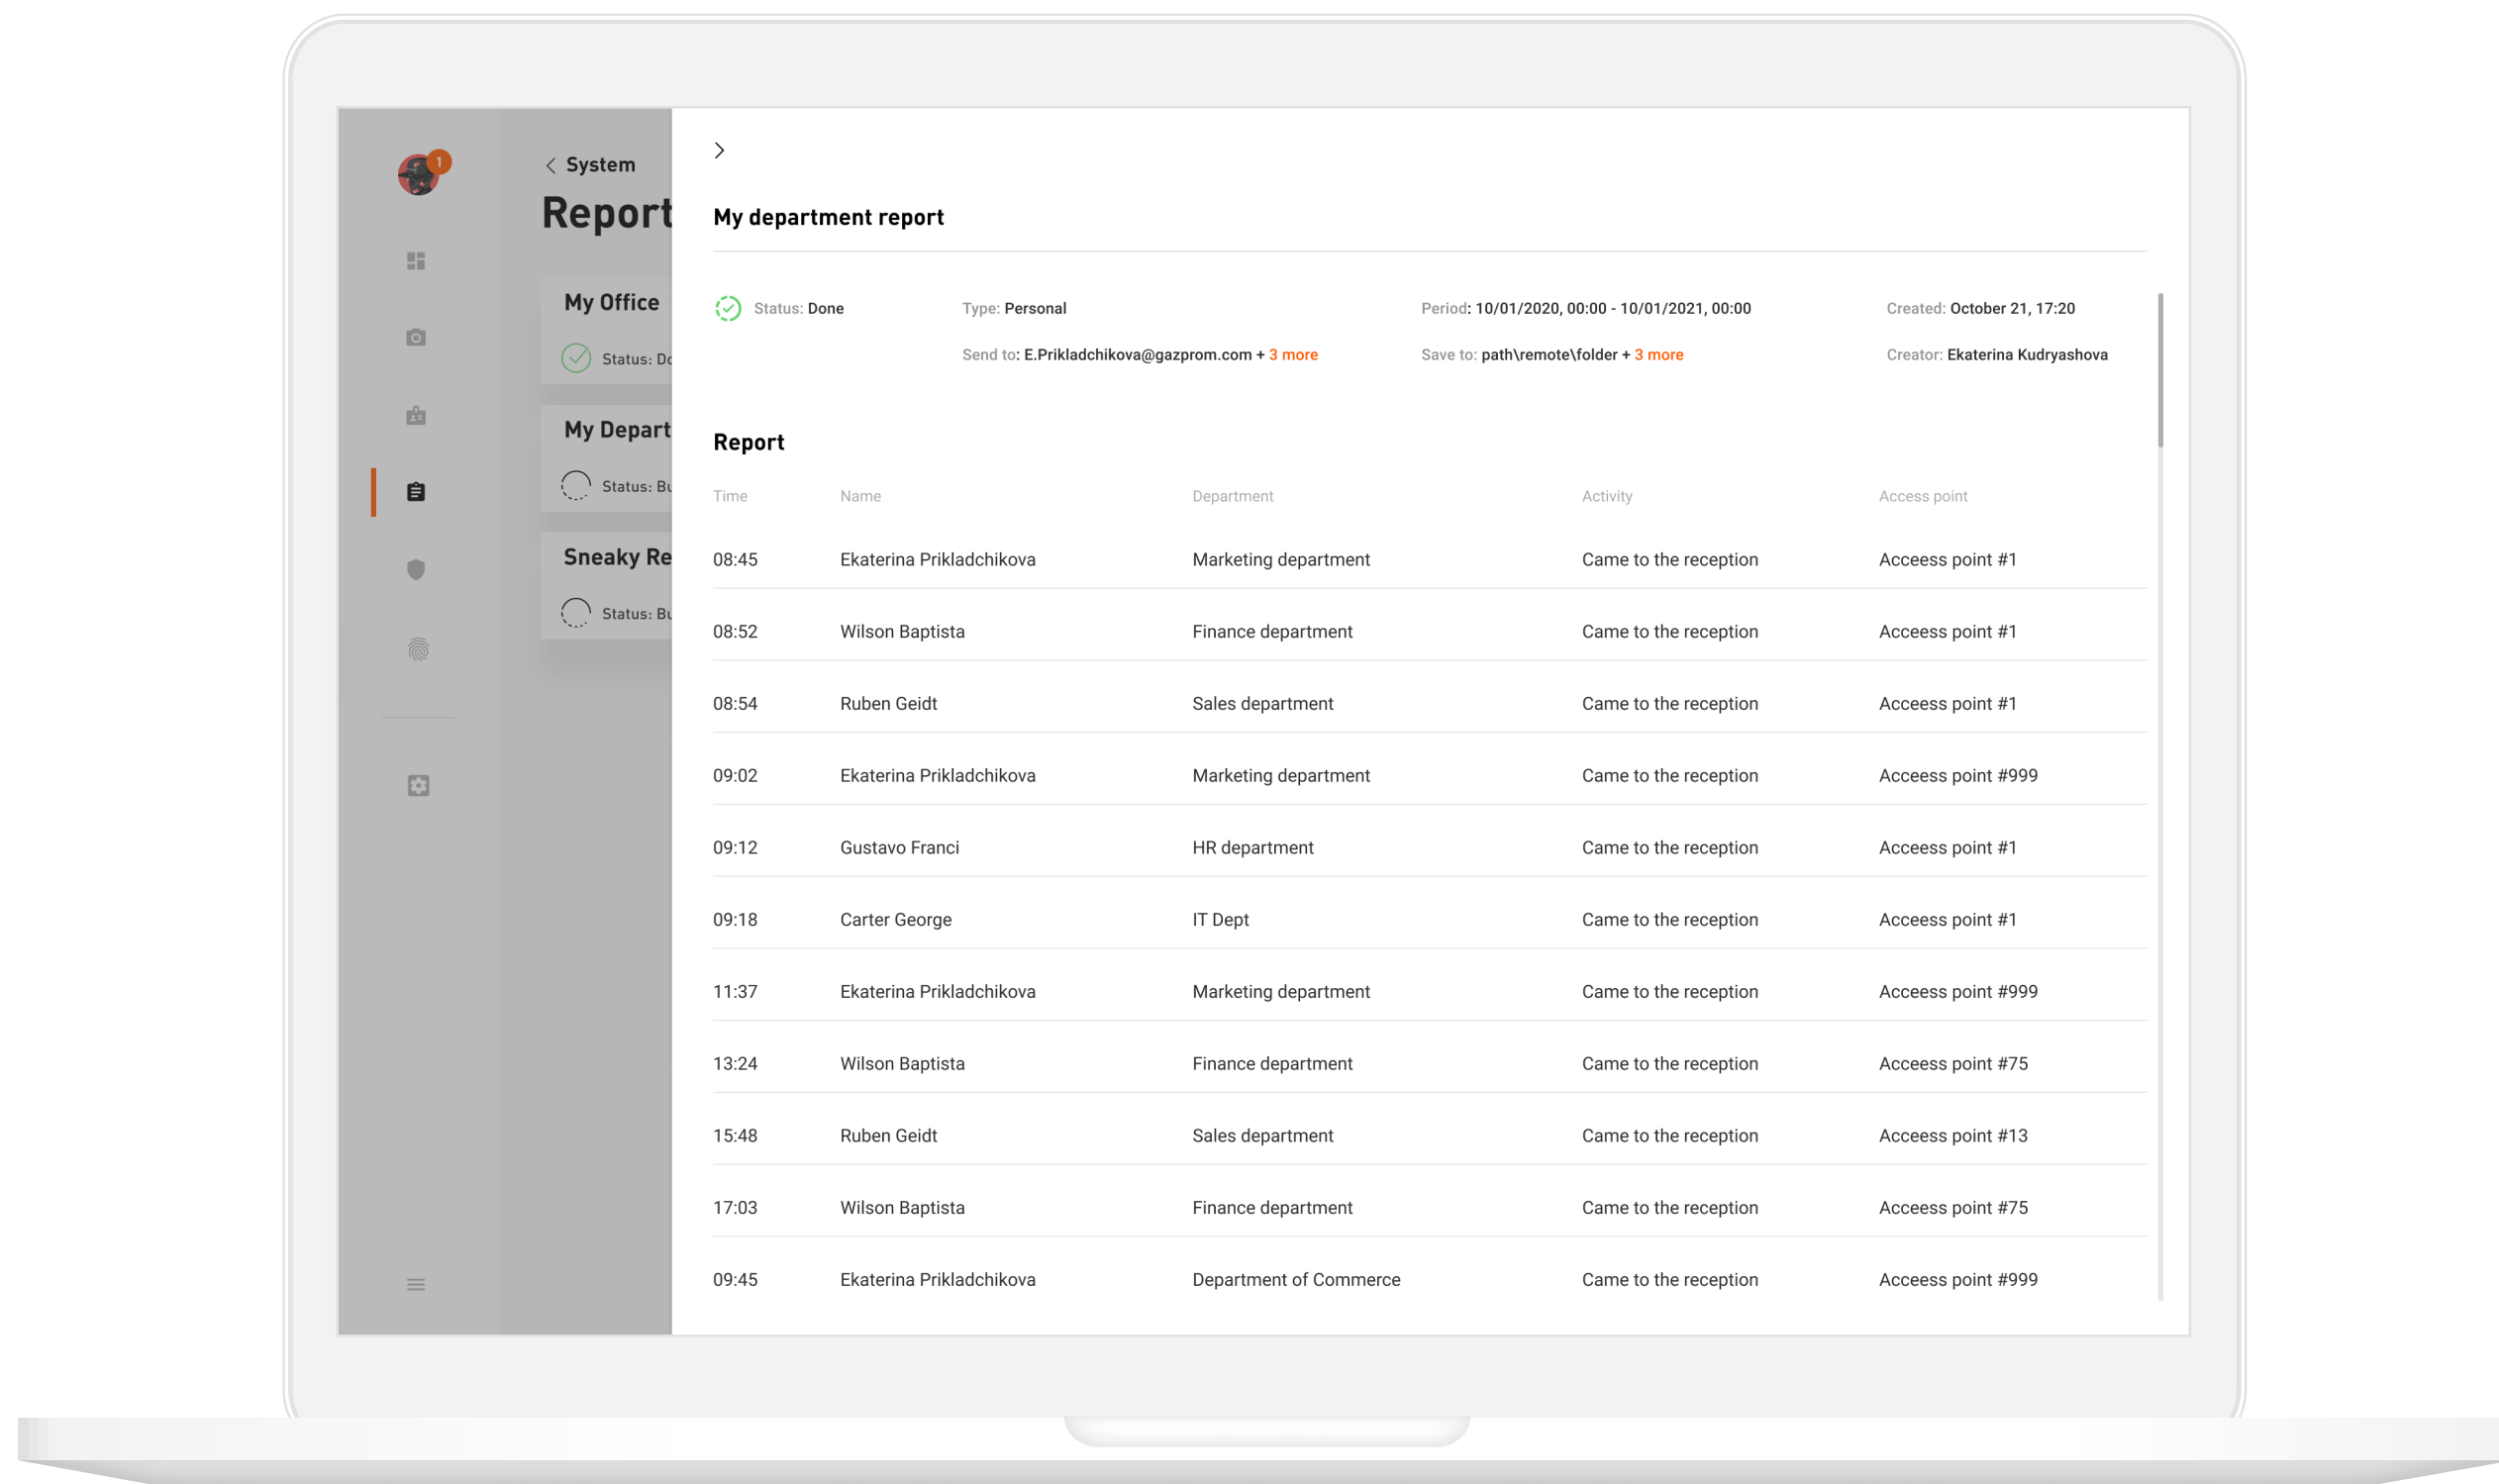 1
System
Report
My Office
Status: Do
My Depart
Status: Bu
Sneaky Re
Status: Bu
My department report
Status: Done Type: Personal Period: 10/01/2020, 00:00 - 10/01/2021, 00:00 Created: October 21, 17:20
Send to: E.Prikladchikova@gazprom.com + 3 more Save to: path\remote\folder + 3 more Creator: Ekaterina Kudryashova
Report
Time Name Department Activity Access point
08:45 Ekaterina Prikladchikova Marketing department Came to the reception Acceess point #1
08:52 Wilson Baptista Finance department Came to the reception Acceess point #1
08:54 Ruben Geidt Sales department Came to the reception Acceess point #1
09:02 Ekaterina Prikladchikova Marketing department Came to the reception Acceess point #999
09:12 Gustavo Franci HR department Came to the reception Acceess point #1
09:18 Carter George IT Dept Came to the reception Acceess point #1
11:37 Ekaterina Prikladchikova Marketing department Came to the reception Acceess point #999
13:24 Wilson Baptista Finance department Came to the reception Acceess point #75
15:48 Ruben Geidt Sales department Came to the reception Acceess point #13
17:03 Wilson Baptista Finance department Came to the reception Acceess point #75
09:45 Ekaterina Prikladchikova Department of Commerce Came to the reception Acceess point #999